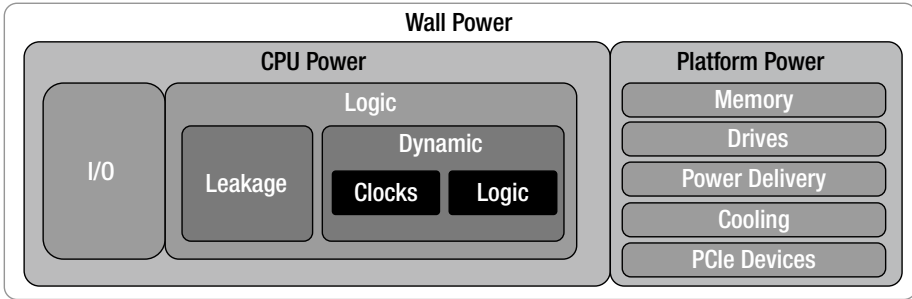 Wall Power
CPU Power
I/O
Logic
Leakage
Dynamic
Clocks
Logic
Platform Power
Memory
Drives
Power Delivery
Cooling
PCIe Devices